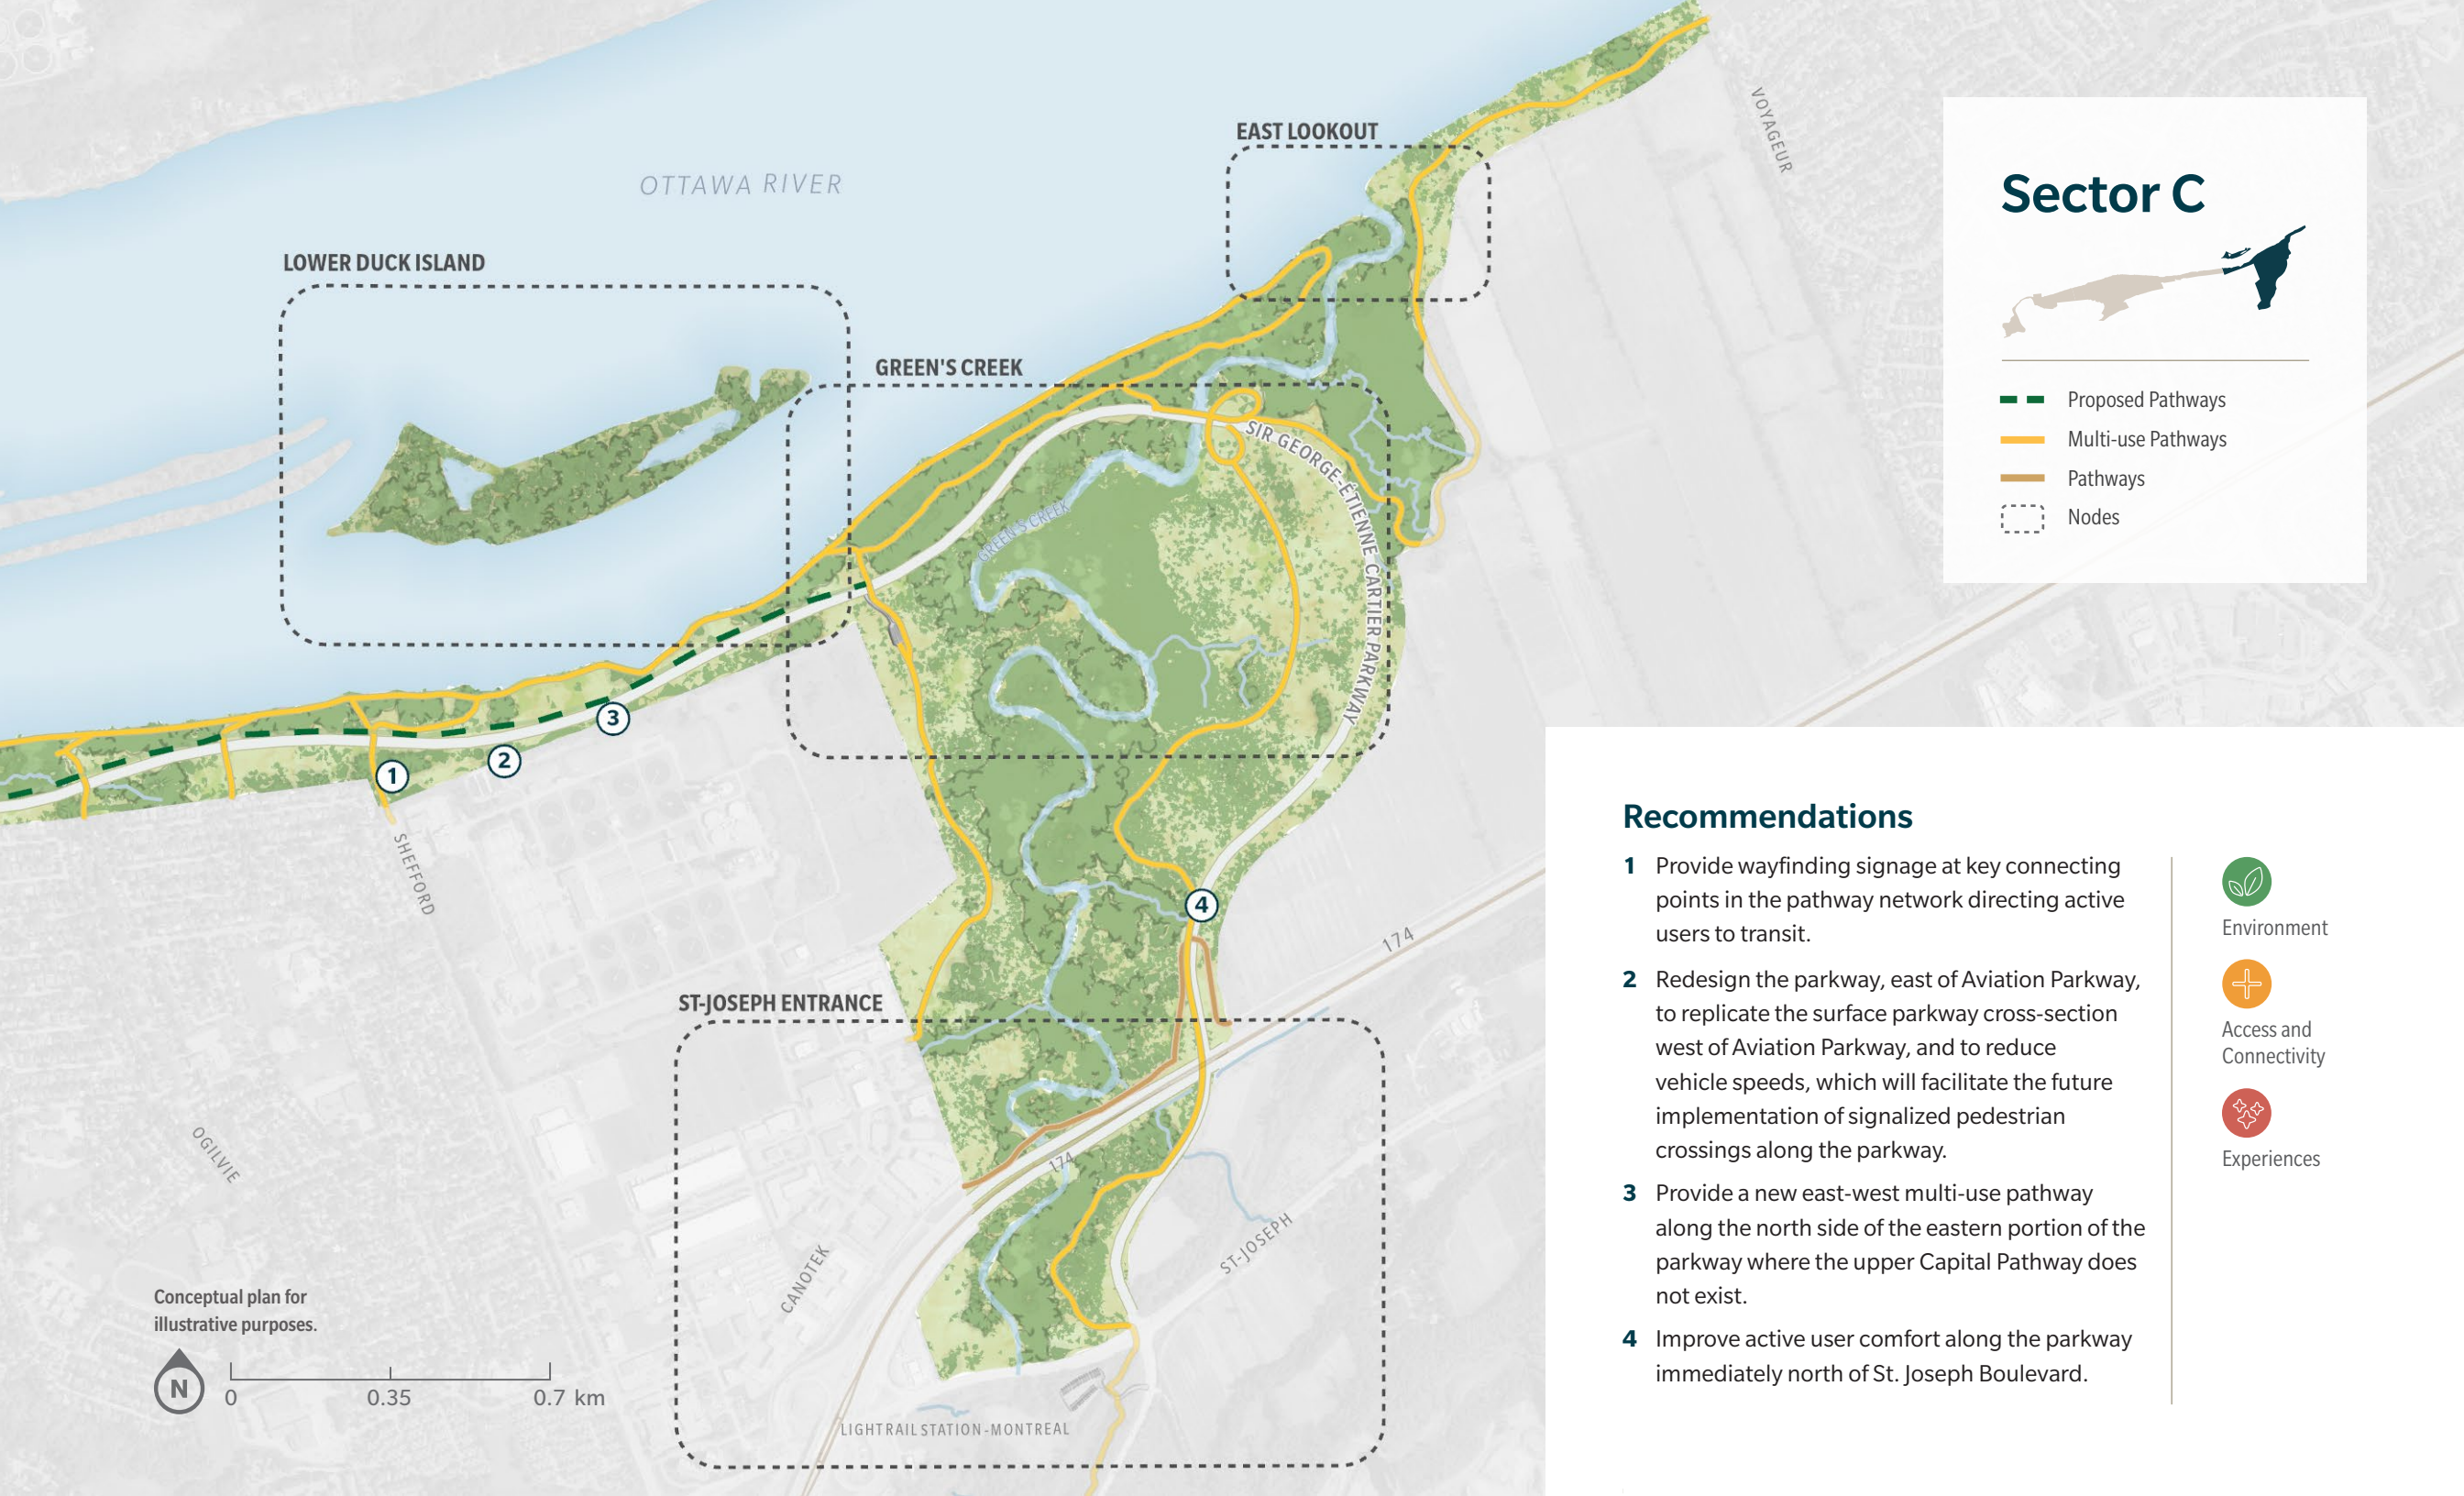 VOYAGEUR
EAST LOOKOUT
OTTAWA RIVER
LOWER DUCK ISLAND
GREEN'S CREEK
SIR GEORGE-ÉTIENNE CARTIER PARKWAY
GREEN'S CREEK
3
2
1
SHEFFORD
4
174
ST-JOSEPH ENTRANCE
OGILVIE
174
CANOTEK
ST-JOSEPH
LIGHTRAIL STATION-MONTREAL
Conceptual plan for
illustrative purposes.
N
0 0.35 0.7 km
Sector C
Proposed Pathways
Multi-use Pathways
Pathways
Nodes
Recommendations
1 Provide wayfinding signage at key connecting
points in the pathway network directing active
users to transit.
2 Redesign the parkway, east of Aviation Parkway,
to replicate the surface parkway cross-section
west of Aviation Parkway, and to reduce
vehicle speeds, which will facilitate the future
implementation of signalized pedestrian
crossings along the parkway.
3 Provide a new east-west multi-use pathway
along the north side of the eastern portion of the
parkway where the upper Capital Pathway does
not exist.
4 Improve active user comfort along the parkway
immediately north of St. Joseph Boulevard.
Environment
Access and
Connectivity
Experiences